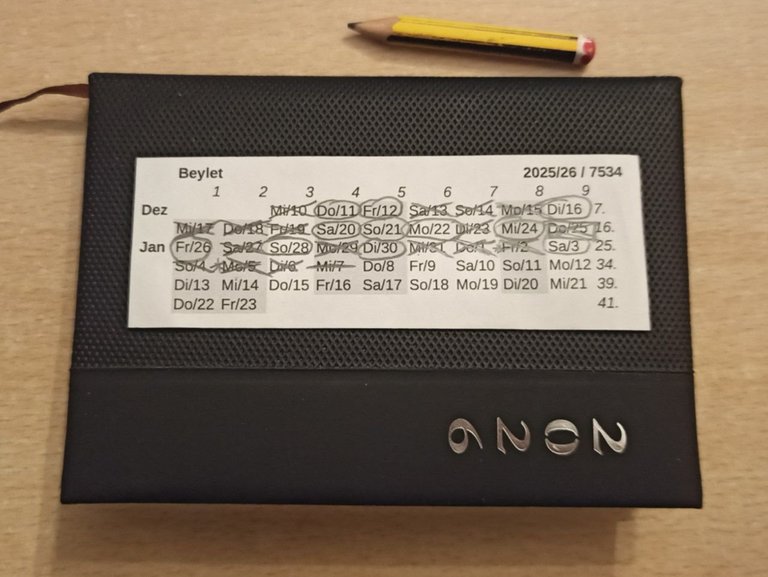 Beylet 2025/26 / 7534
1 2 3 4 5 6 7 8 9
Dez Mi/10 Do/11 Fr/12 Sa/13 So/14 Mo/15 Di/16 7.
Mi/17 Do/18 Fr/19 Sa/20 So/21 Mo/22 Di/23 Mi/24 Do/25 16.
Jan Fr/26 Sa/27 So/28 Mo/29 Di/30 Mi/31 Do/1 Fr/2 Sa/3 25.
So/4 Mo/5 Di/6 Mi/7 Do/8 Fr/9 Sa/10 So/11 Mo/12 34.
Di/13 Mi/14 Do/15 Fr/16 Sa/17 So/18 Mo/19 Di/20 Mi/21 39.
Do/22 Fr/23 41.
2026